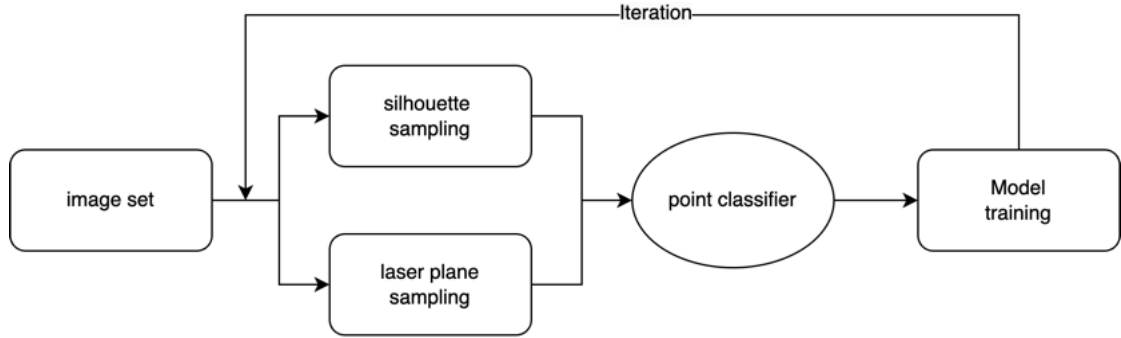 Iteration
silhouette
sampling
image set
point classifier
Model
training
laser plane
sampling